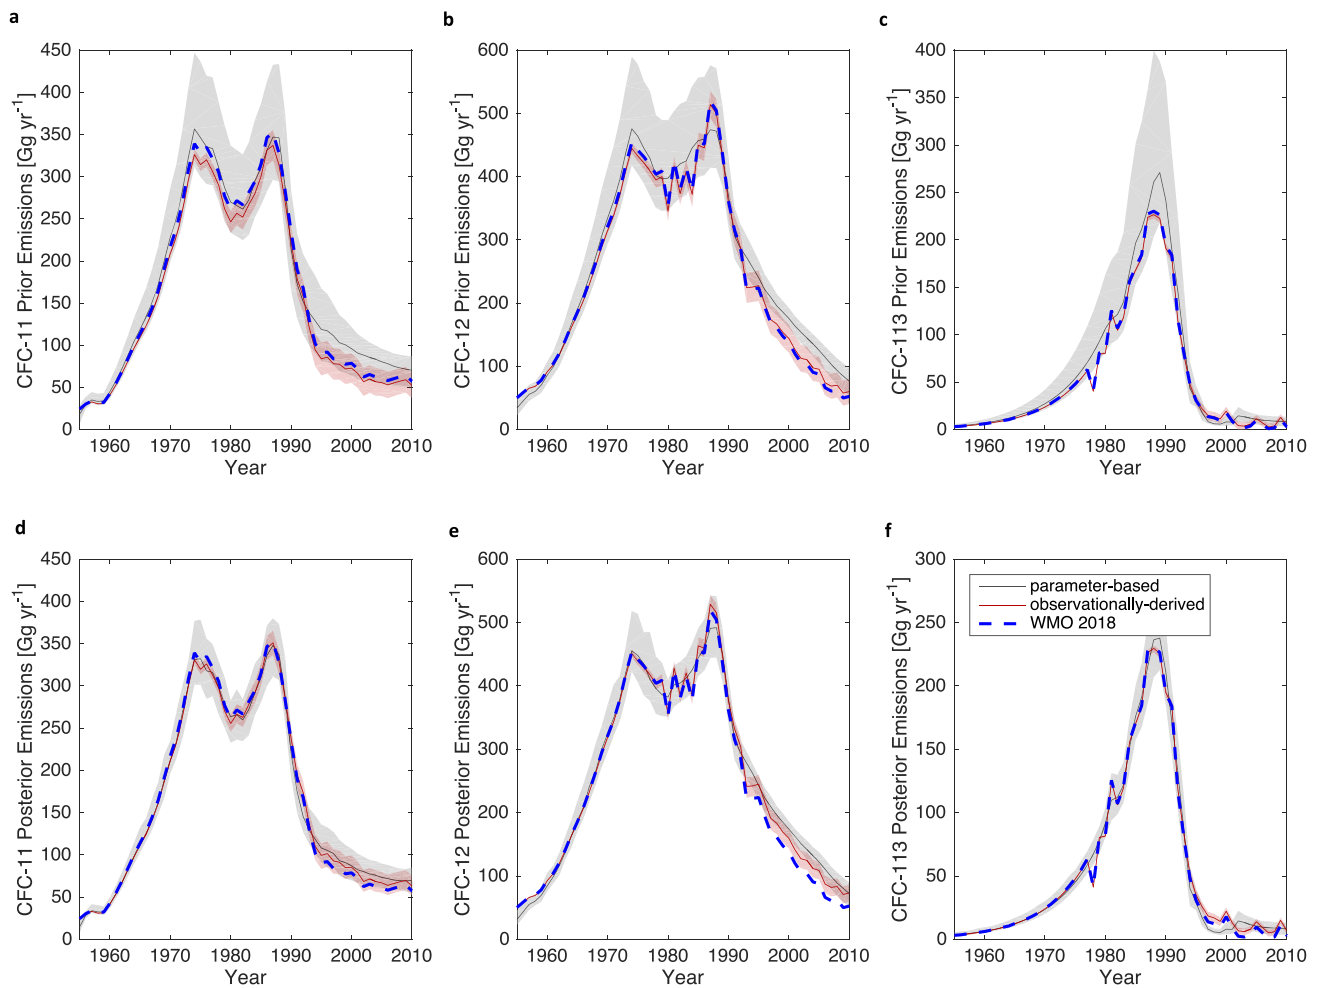 a
CFC-11 Prior Emissions [Gg yr-1]
450
400
350
300
250
200
150
100
50
0
1960 1970 1980 1990 2000 2010
Year
b
CFC-12 Prior Emissions [Gg yr-1]
600
500
400
300
200
100
0
1960 1970 1980 1990 2000 2010
Year
c
CFC-113 Prior Emissions [Gg yr-1]
400
350
300
250
200
150
100
50
0
1960 1970 1980 1990 2000 2010
Year
d
CFC-11 Posterior Emissions [Gg yr-1]
450
400
350
300
250
200
150
100
50
0
1960 1970 1980 1990 2000 2010
Year
e
CFC-12 Posterior Emissions [Gg yr-1]
600
500
400
300
200
100
0
1960 1970 1980 1990 2000 2010
Year
f
CFC-113 Posterior Emissions [Gg yr-1]
300
250
200
150
100
50
0
parameter-based
observationally-derived
WMO 2018
1960 1970 1980 1990 2000 2010
Year